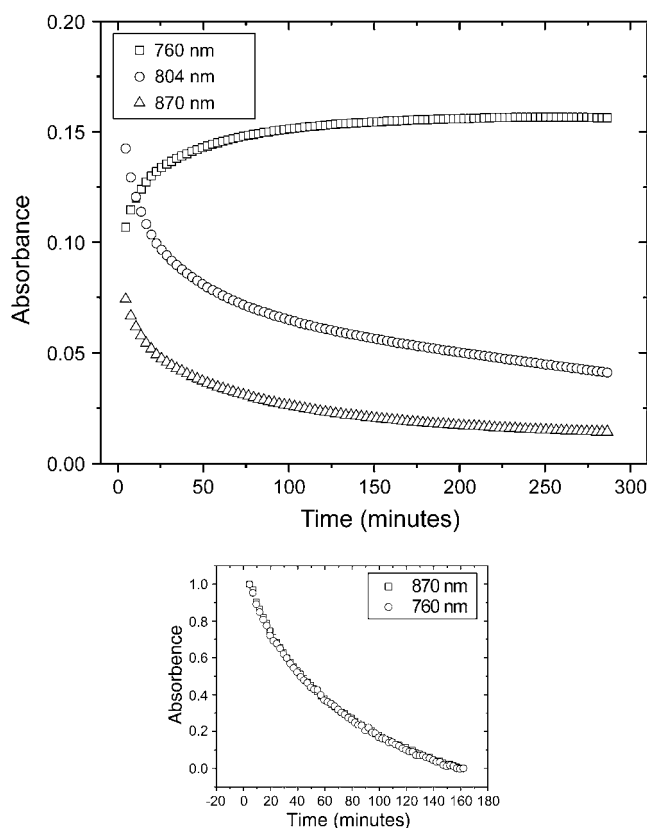 0.20
760 nm
804 nm
870 nm
0.15
0.10
0.05
0.00
Absorbance
0 50 100 150 200 250 300
Time (minutes)
870 nm
760 nm
1.0
0.8
0.6
0.4
0.2
0.0
Absorbence
-20 0 20 40 60 80 100 120 140 160 180
Time (minutes)